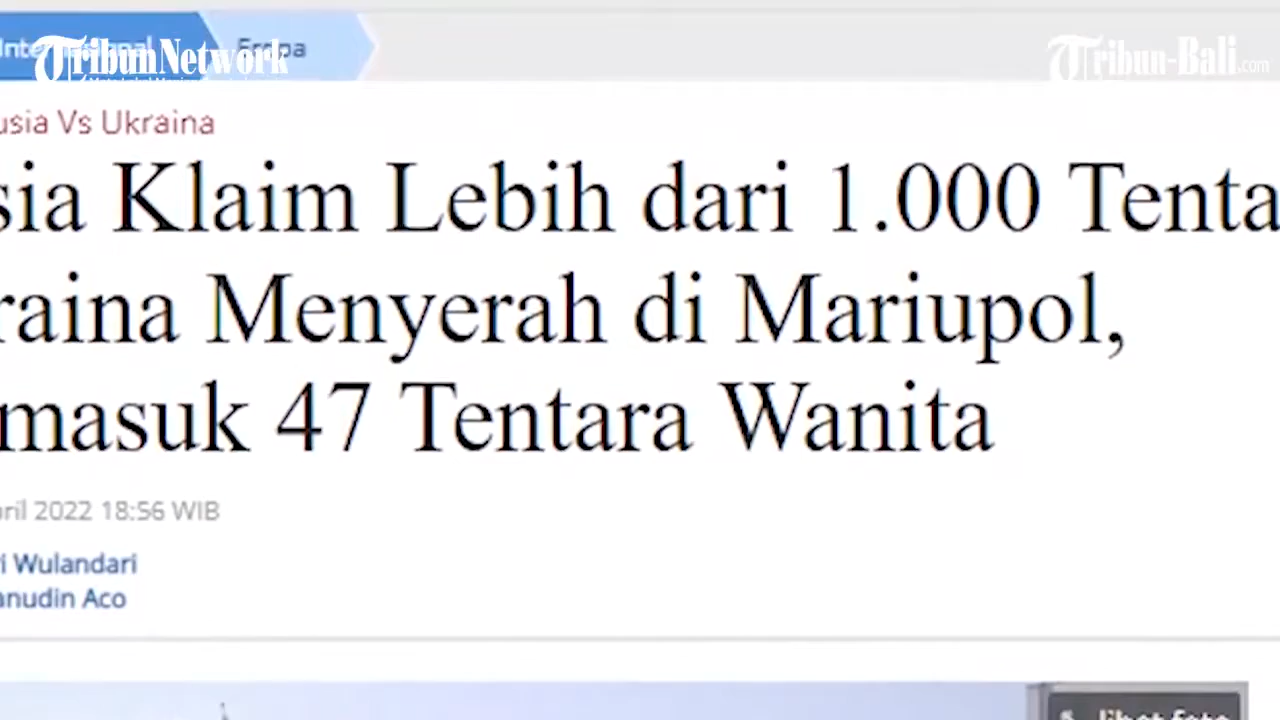 TribunNetwork
Eropa
Tribun-Bali.com
usia Vs Ukraina
sia Klaim Lebih dari 1.000 Tenta
raina Menyerah di Mariupol,
masuk 47 Tentara Wanita
pril 2022 18:56 WIB
i Wulandari
anudin Aco